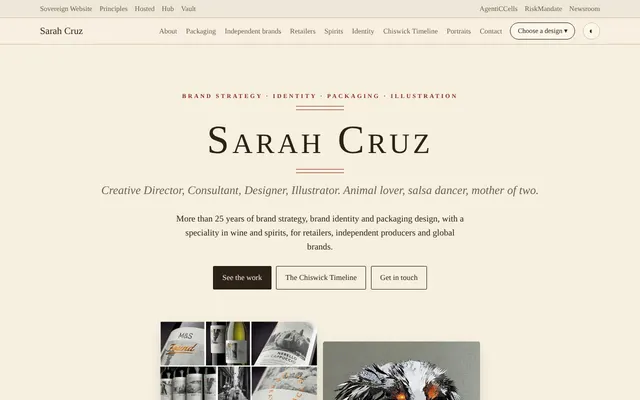 Sovereign Website Principles Hosted Hub Vault AgentiCCells RiskMandate Newsroom
Sarah Cruz About Packaging Independent brands Retailers Spirits Identity Chiswick Timeline Portraits Contact Choose a design ▾
BRAND STRATEGY · IDENTITY · PACKAGING · ILLUSTRATION
SARAH CRUZ
Creative Director, Consultant, Designer, Illustrator. Animal lover, salsa dancer, mother of two.
More than 25 years of brand strategy, brand identity and packaging design, with a
speciality in wine and spirits, for retailers, independent producers and global
brands.
See the work The Chiswick Timeline Get in touch
M&S